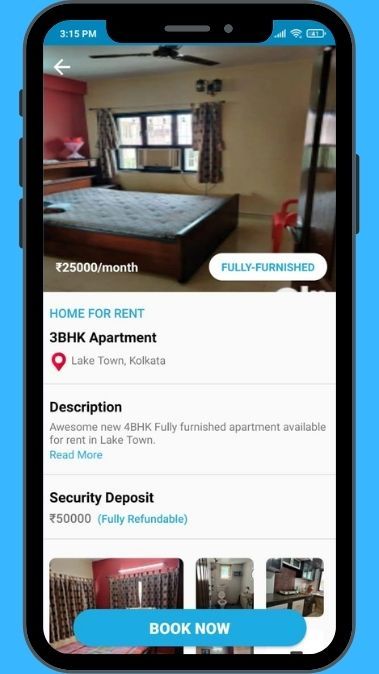 3:15 PM
41
₹25000/month
FULLY-FURNISHED
HOME FOR RENT
3BHK Apartment
Lake Town, Kolkata
Description
Awesome new 4BHK Fully furnished apartment available
for rent in Lake Town.
Read More
Security Deposit
₹50000 (Fully Refundable)
BOOK NOW